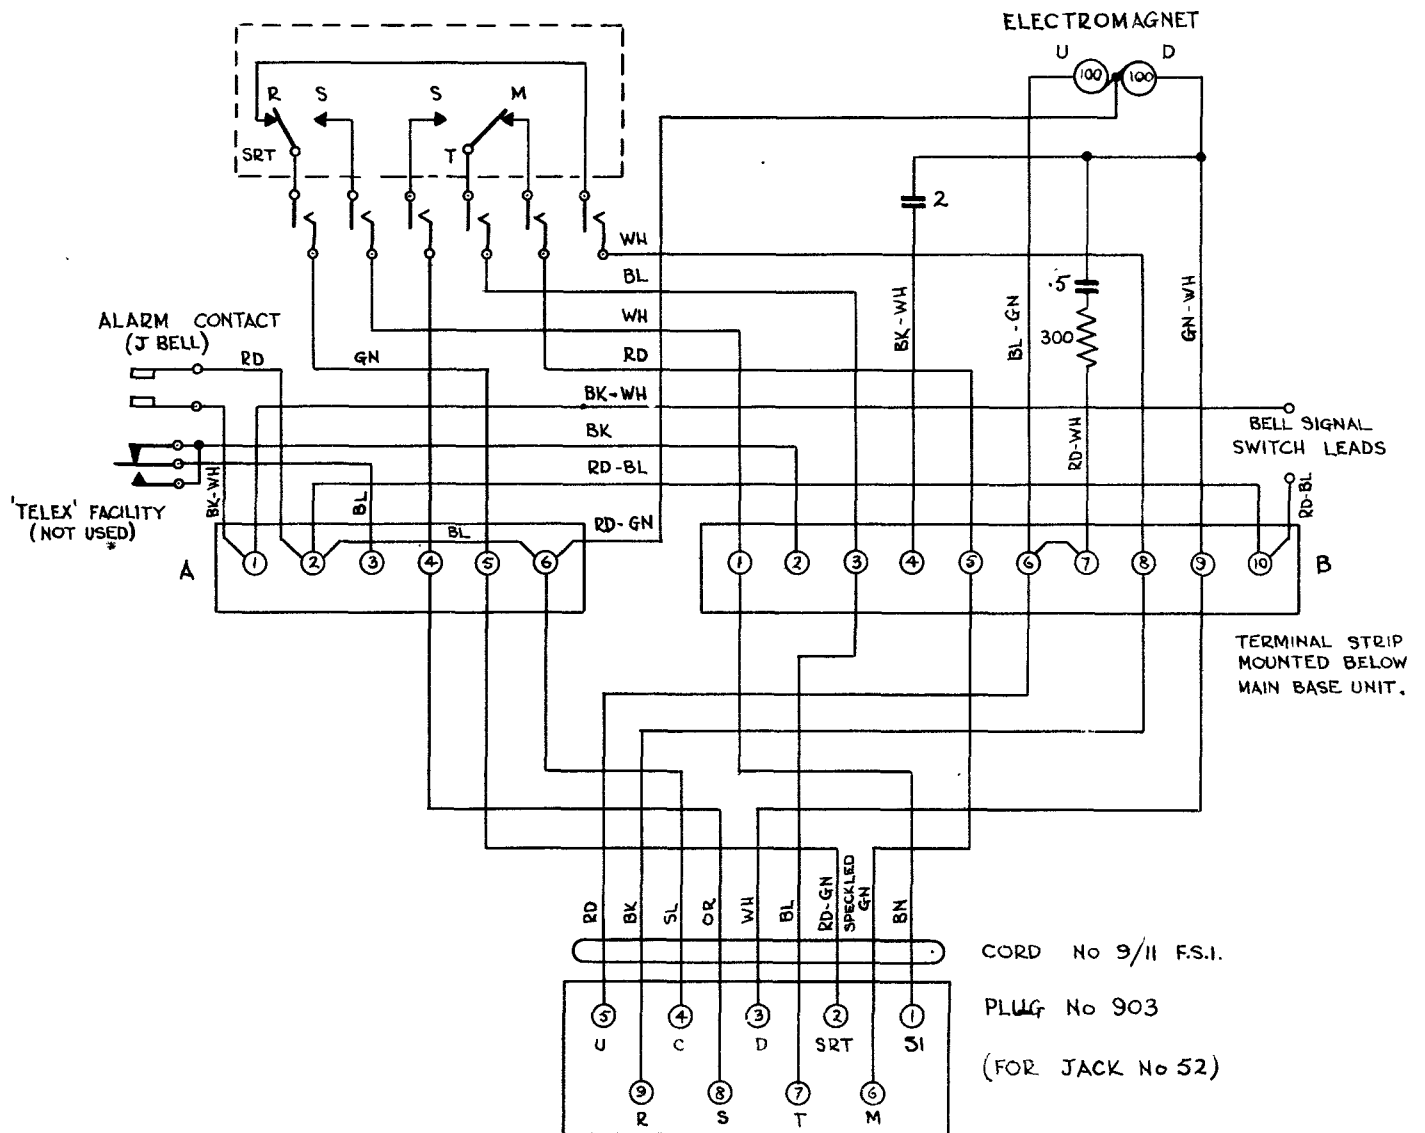 ELECTROMAGNET
U D
100 100
R S S M
SRT T
2
WH
BL
.5
ALARM CONTACT
(J BELL)
WH
BK-WH
BL-GN
300
GN-WH
RD GN RD
BK-WH
BELL SIGNAL
SWITCH LEADS
BK
RD-WH
RD-BL
'TELEX' FACILITY
(NOT USED)
*
BK-WH
BL
BL
RD-GN
RD-BL
A 1 2 3 4 5 6
1 2 3 4 5 6 7 8 9 10 B
TERMINAL STRIP
MOUNTED BELOW
MAIN BASE UNIT.
RD BK SL OR WH BL RD-GN SPECKLED GN BN
CORD No 9/11 F.S.I.
PLUG No 903
5 4 3 2 1
U C D SRT S1
(FOR JACK No 52)
9 8 7 6
R S T M